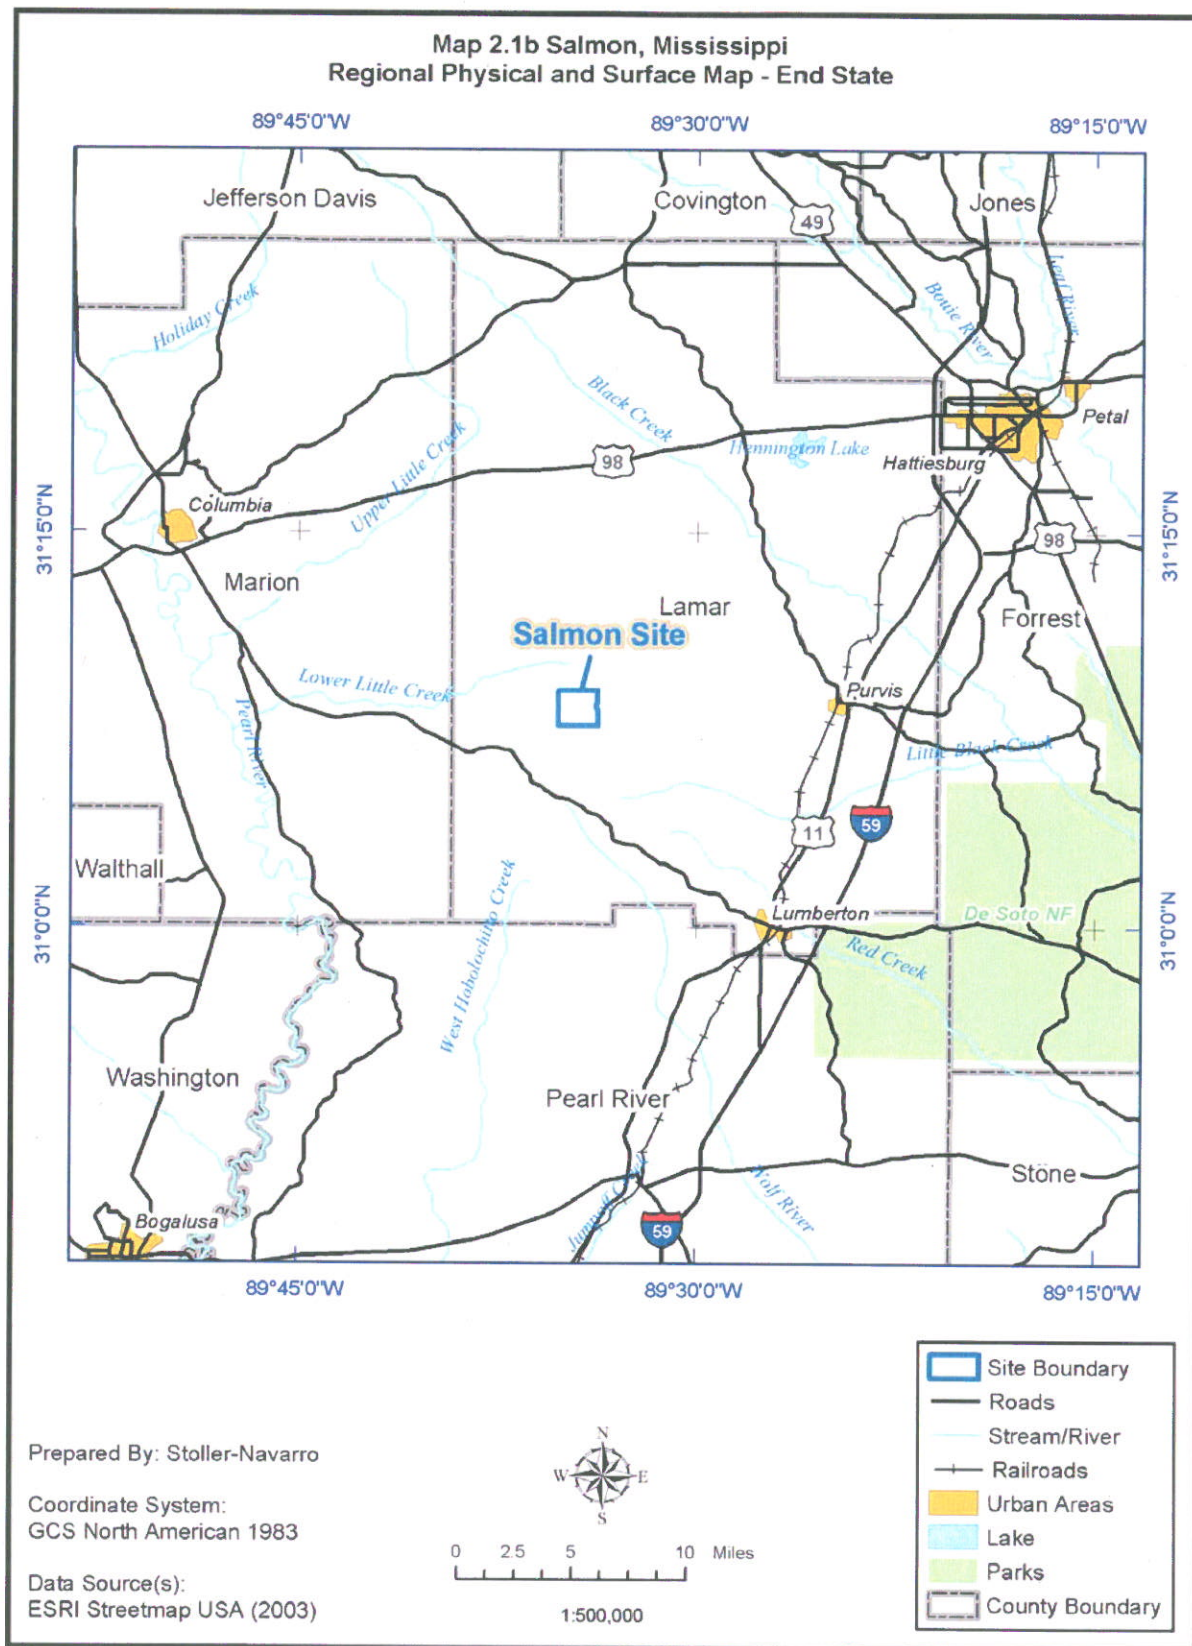 Map 2.1b Salmon, Mississippi
Regional Physical and Surface Map - End State
89°45'0"W
89°30'0"W
89°15'0"W
Jefferson Davis
Covington
Jones
49
Holiday Creek
Bouie River
Leaf River
Black Creek
Petal
Hennington Lake
Hattiesburg
98
Upper Little Creek
Columbia
31°15'0"N
31°15'0"N
98
Marion
Lamar
Forrest
Salmon Site
Lower Little Creek
Purvis
Pearl River
Little Black Creek
11
59
Walthall
West Hobolochitto Creek
Lumberton
De Soto NF
31°0'0"N
31°0'0"N
Red Creek
Washington
Pearl River
Stone
Wolf River
Jumpoff Creek
Bogalusa
59
89°45'0"W
89°30'0"W
89°15'0"W
Site Boundary
Roads
Stream/River
Railroads
Urban Areas
Lake
Parks
County Boundary
Prepared By: Stoller-Navarro
Coordinate System:
GCS North American 1983
Data Source(s):
ESRI Streetmap USA (2003)
N
W
E
S
0 2.5 5 10 Miles
1:500,000